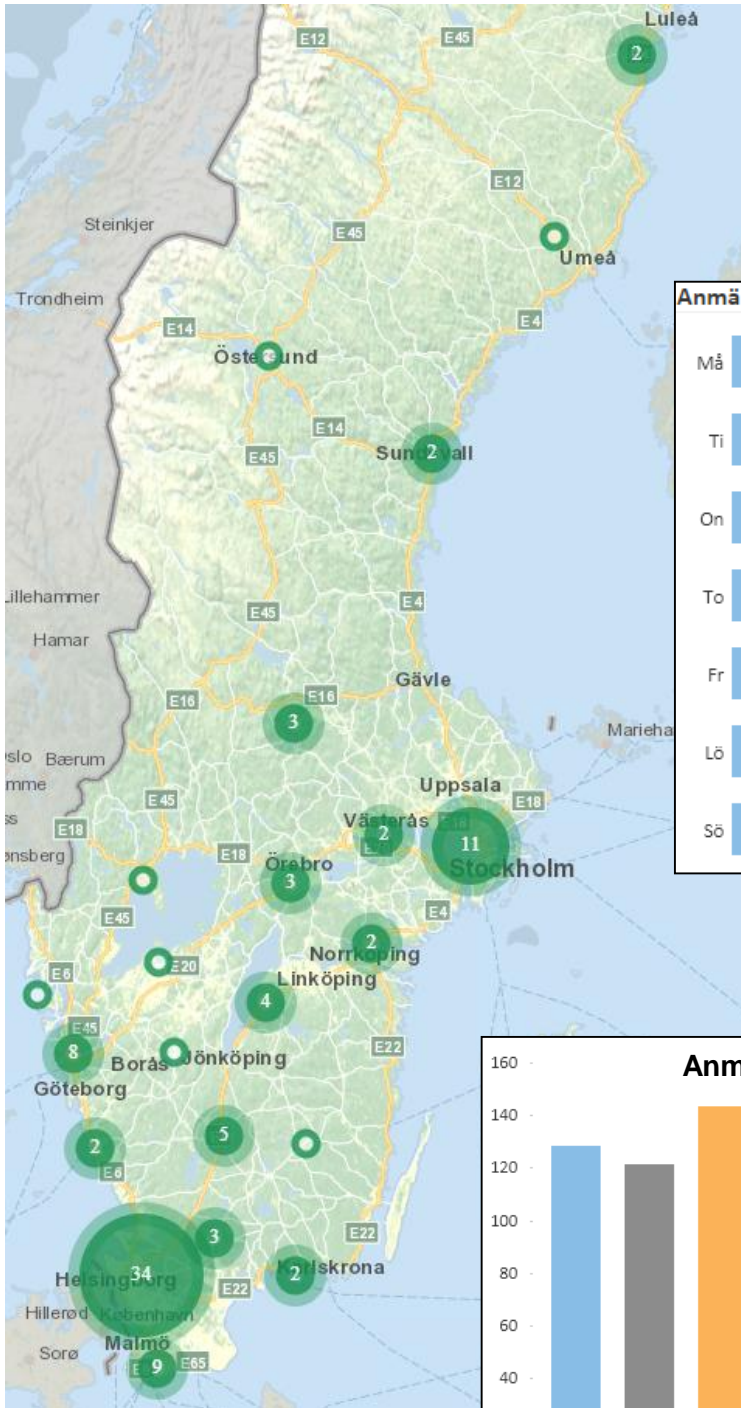 Luleå
E12
E45
2
E12
Steinkjer
E45
Umeå
Trondheim
E14
E4
Östersund
E14
2
E45
Lillehammer
E4
E45
Hamar
Gävle
E16
E16
3
Marieha
Bærum
Uppsala
E45
E18
Västerås
2
11
E18
E18
Örebro
3
Stockholm
E45
E4
2
Norrköping
E20
E6
Linköping
4
E45
E22
8
Borås
Jönköping
Göteborg
5
2
E6
3
E22
34
Helsingborg
2
Karlskrona
E22
Hillerød
København
Malmö
Sorø
9
E65
Anmä
Må
Ti
On
To
Fr
Lö
Sö
Anm
160
140
120
100
80
60
40